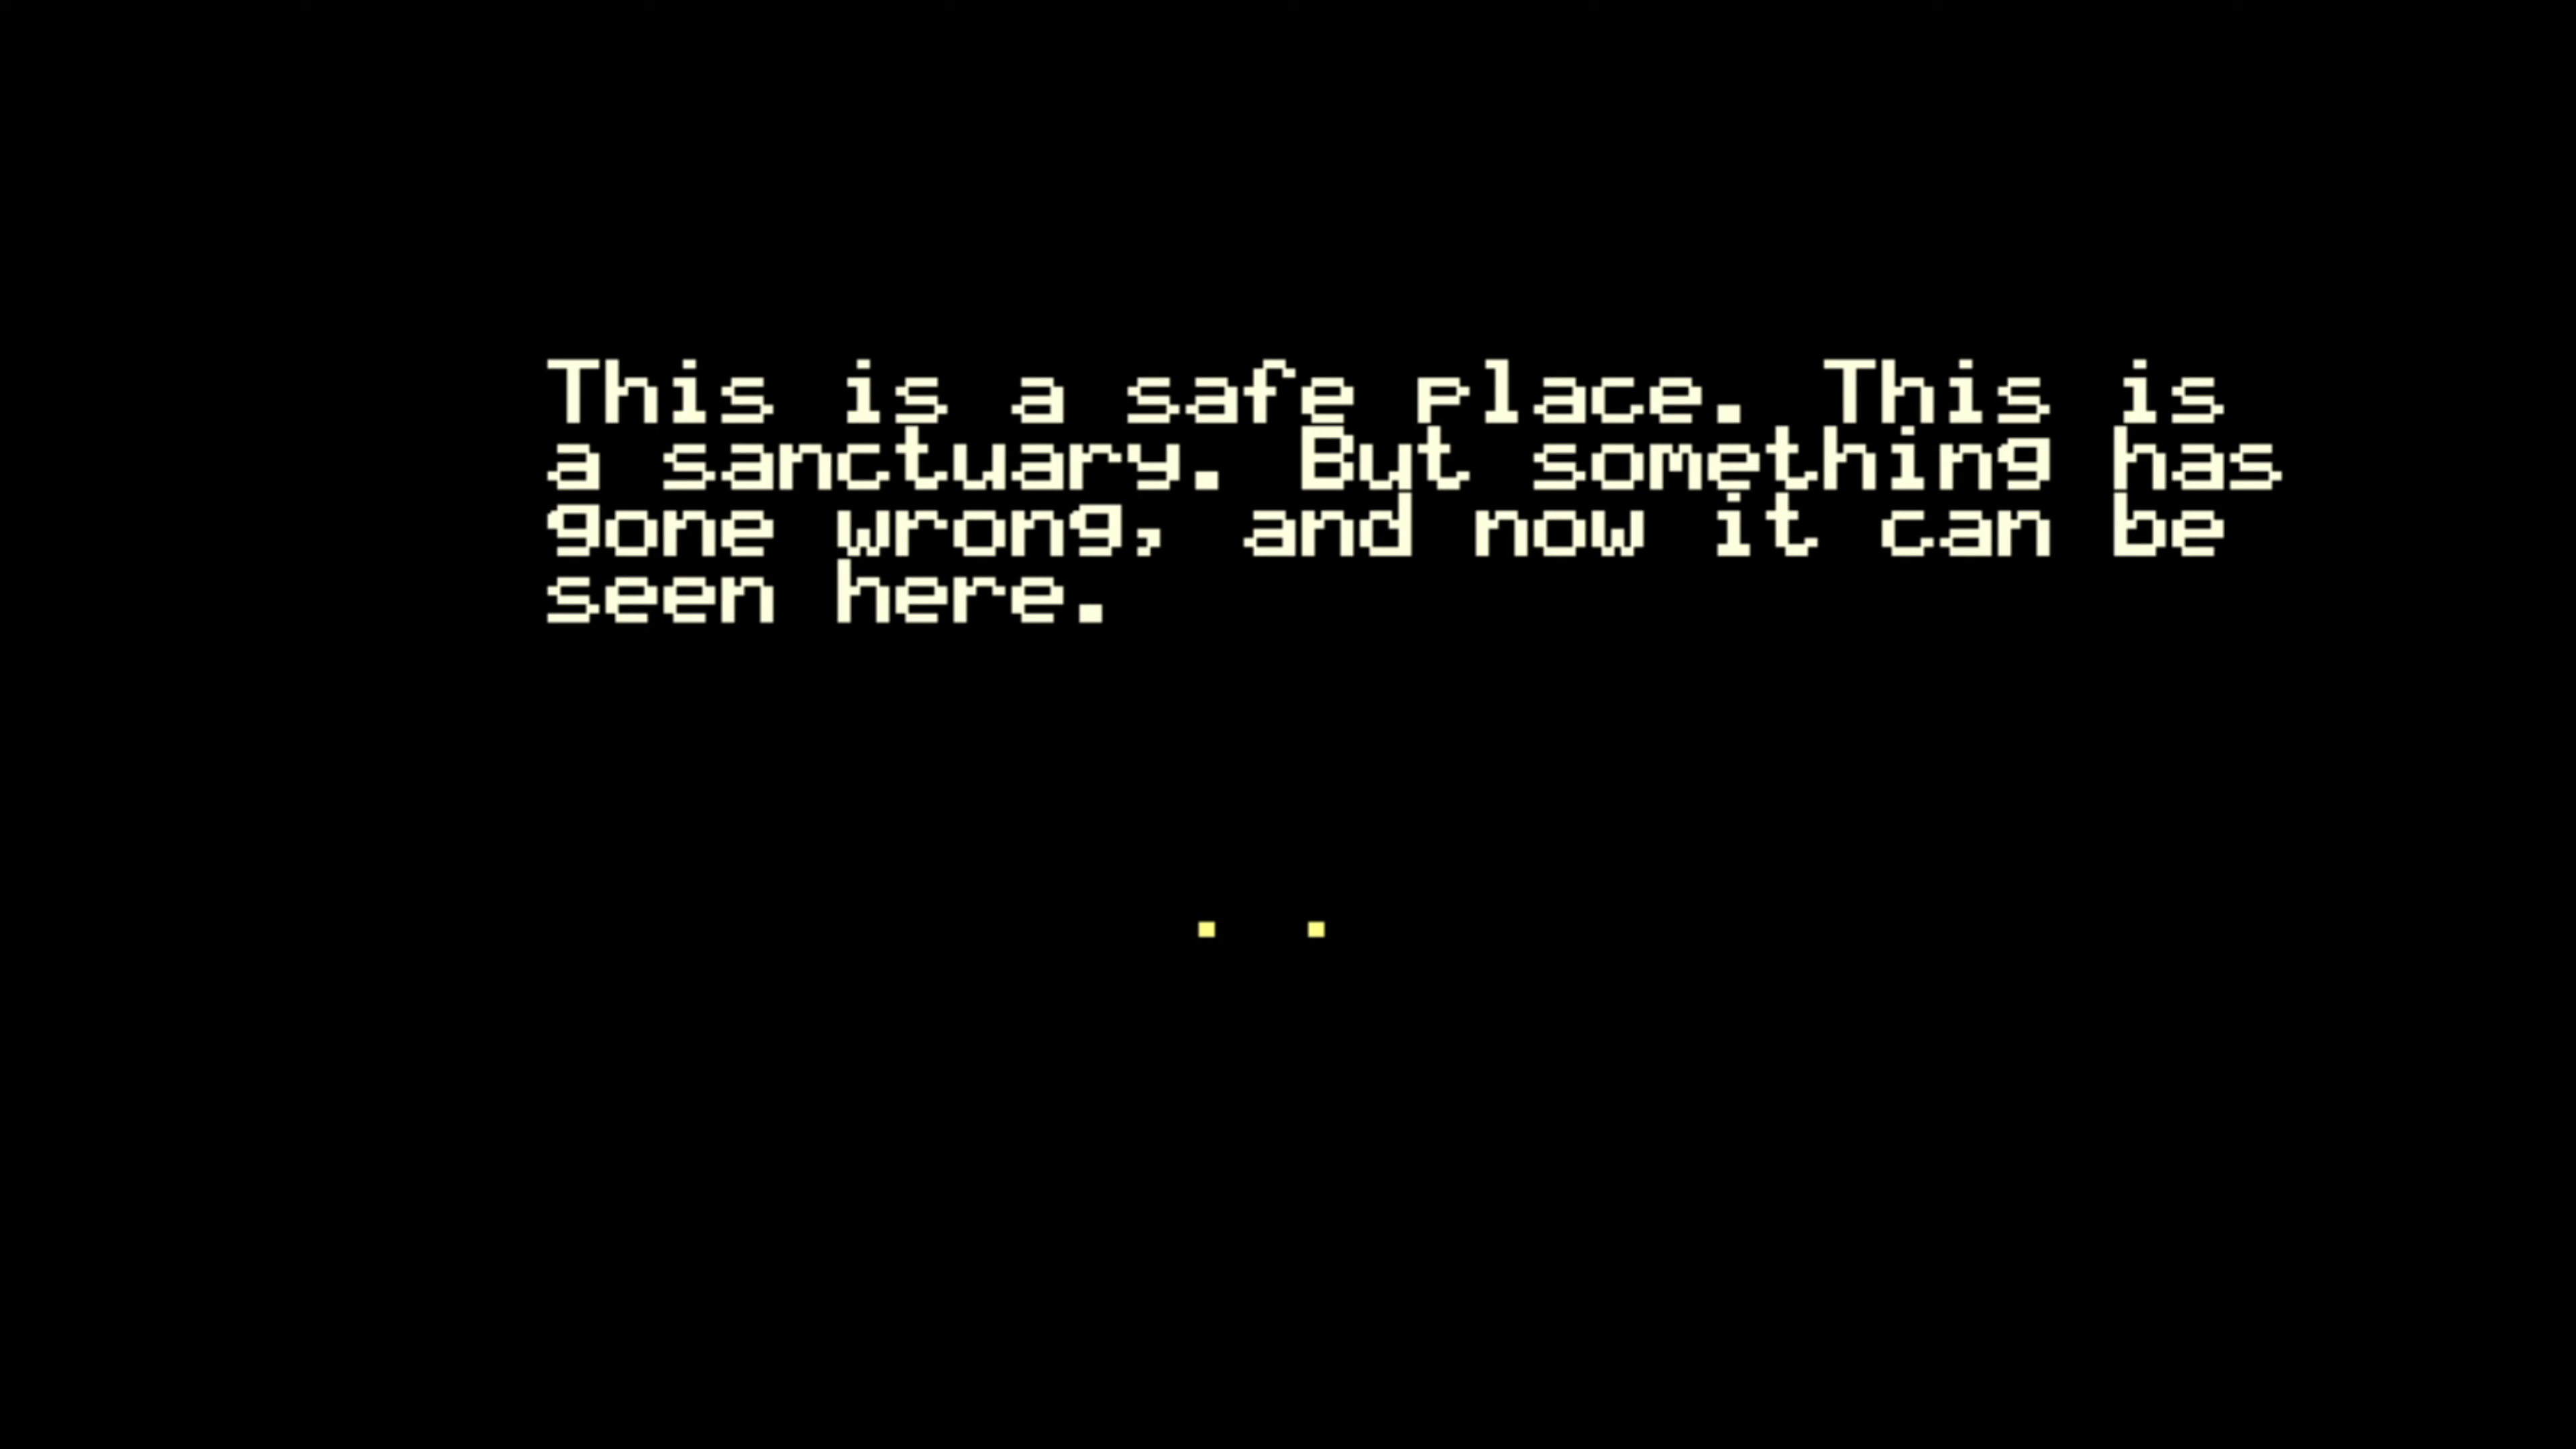 This is a safe place. This is
a sanctuary. But something has
gone wrong, and now it can be
seen here.